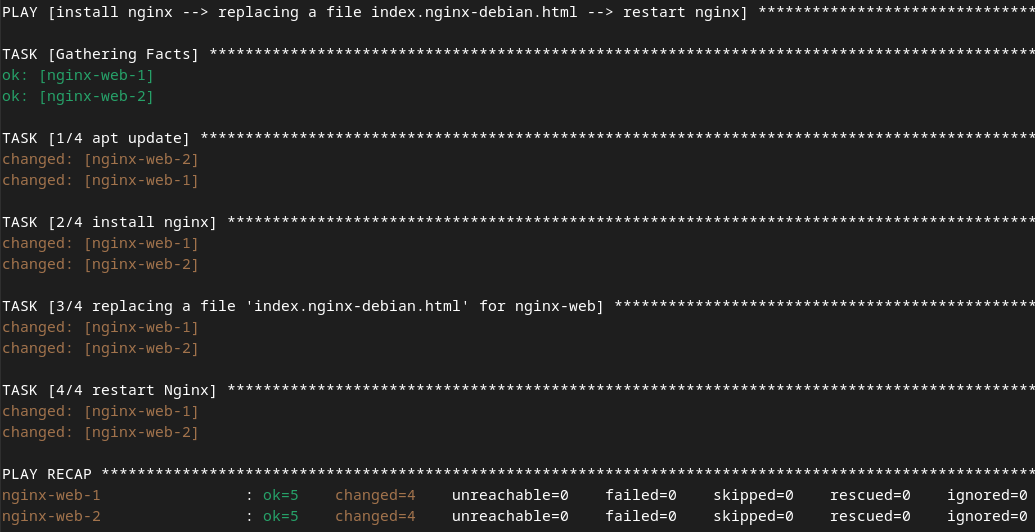 PLAY [install nginx --> replacing a file index.nginx-debian.html --> restart nginx] *******************************
TASK [Gathering Facts] ********************************************************************************************
ok: [nginx-web-1]
ok: [nginx-web-2]
TASK [1/4 apt update] *********************************************************************************************
changed: [nginx-web-2]
changed: [nginx-web-1]
TASK [2/4 install nginx] ******************************************************************************************
changed: [nginx-web-1]
changed: [nginx-web-2]
TASK [3/4 replacing a file 'index.nginx-debian.html' for nginx-web] ***********************************************
changed: [nginx-web-1]
changed: [nginx-web-2]
TASK [4/4 restart Nginx] ******************************************************************************************
changed: [nginx-web-1]
changed: [nginx-web-2]
PLAY RECAP ********************************************************************************************************
nginx-web-1                : ok=5    changed=4    unreachable=0    failed=0    skipped=0    rescued=0    ignored=0
nginx-web-2                : ok=5    changed=4    unreachable=0    failed=0    skipped=0    rescued=0    ignored=0